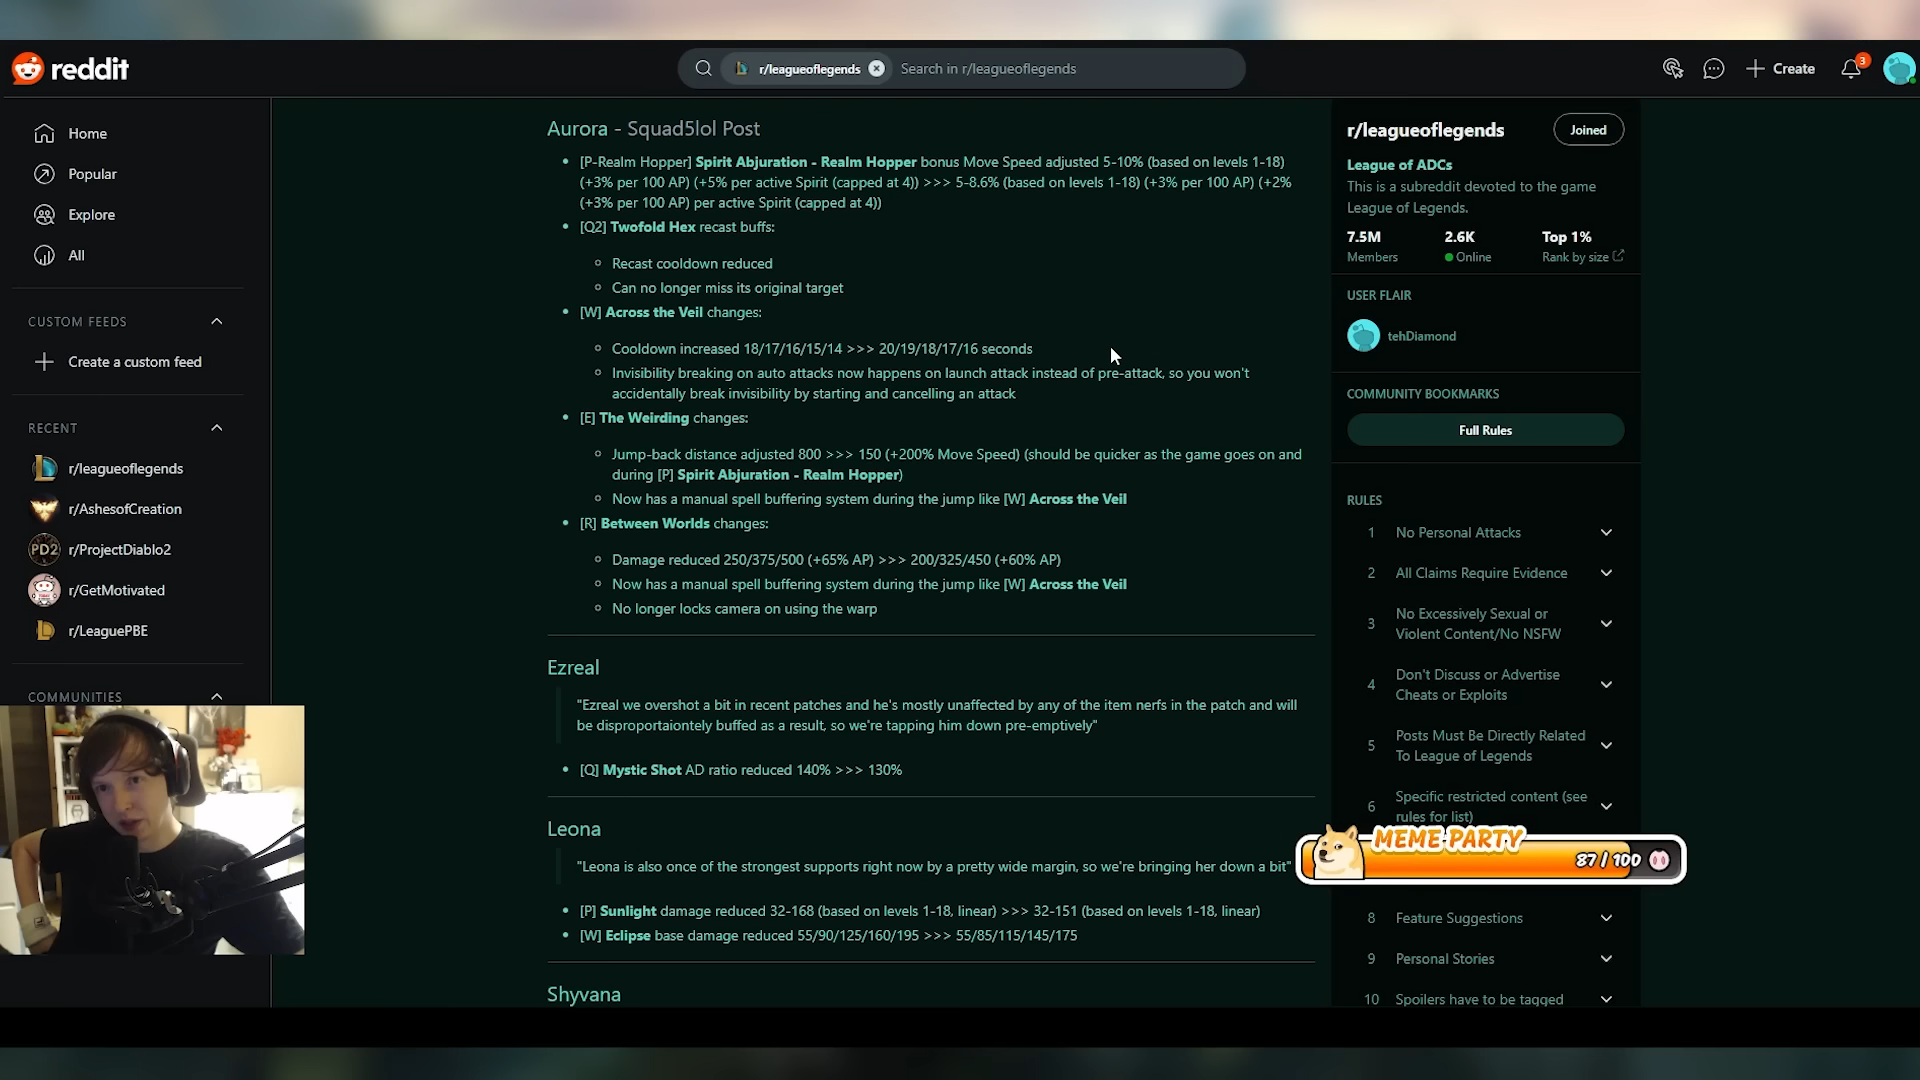 reddit
r/leagueoflegends
Search in r/leagueoflegends
Create
3
Home
Popular
Explore
All
CUSTOM FEEDS
Create a custom feed
RECENT
r/leagueoflegends
r/AshesofCreation
PD2 r/ProjectDiablo2
r/GetMotivated
r/LeaguePBE
COMMUNITIES
Aurora - Squad5lol Post
[P-Realm Hopper] Spirit Abjuration - Realm Hopper bonus Move Speed adjusted 5-10% (based on levels 1-18)
(+3% per 100 AP) (+5% per active Spirit (capped at 4)) >>> 5-8.6% (based on levels 1-18) (+3% per 100 AP) (+2%
(+3% per 100 AP) per active Spirit (capped at 4))
[Q2] Twofold Hex recast buffs:
Recast cooldown reduced
Can no longer miss its original target
[W] Across the Veil changes:
Cooldown increased 18/17/16/15/14 >>> 20/19/18/17/16 seconds
Invisibility breaking on auto attacks now happens on launch attack instead of pre-attack, so you won't
accidentally break invisibility by starting and cancelling an attack
[E] The Weirding changes:
Jump-back distance adjusted 800 >>> 150 (+200% Move Speed) (should be quicker as the game goes on and
during [P] Spirit Abjuration - Realm Hopper)
Now has a manual spell buffering system during the jump like [W] Across the Veil
[R] Between Worlds changes:
Damage reduced 250/375/500 (+65% AP) >>> 200/325/450 (+60% AP)
Now has a manual spell buffering system during the jump like [W] Across the Veil
No longer locks camera on using the warp
Ezreal
"Ezreal we overshot a bit in recent patches and he's mostly unaffected by any of the item nerfs in the patch and will
be disproportaiontely buffed as a result, so we're tapping him down pre-emptively"
[Q] Mystic Shot AD ratio reduced 140% >>> 130%
Leona
"Leona is also once of the strongest supports right now by a pretty wide margin, so we're bringing her down a bit"
[P] Sunlight damage reduced 32-168 (based on levels 1-18, linear) >>> 32-151 (based on levels 1-18, linear)
[W] Eclipse base damage reduced 55/90/125/160/195 >>> 55/85/115/145/175
Shyvana
r/leagueoflegends
Joined
League of ADCs
This is a subreddit devoted to the game
League of Legends.
7.5M 2.6K Top 1%
Members Online Rank by size
USER FLAIR
tehDiamond
COMMUNITY BOOKMARKS
Full Rules
RULES
1 No Personal Attacks
2 All Claims Require Evidence
3 No Excessively Sexual or
Violent Content/No NSFW
4 Don't Discuss or Advertise
Cheats or Exploits
5 Posts Must Be Directly Related
To League of Legends
6 Specific restricted content (see
rules for list)
MEME PARTY
87 / 100
8 Feature Suggestions
9 Personal Stories
10 Spoilers have to be tagged